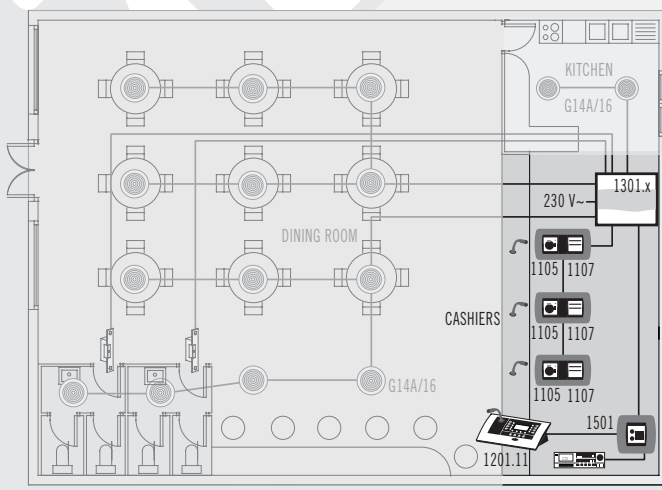 KITCHEN
G14A/16
1301.x
230 V~
DINING ROOM
1105 1107
CASHIERS
1105 1107
1105 1107
G14A/16
1501
1201.11